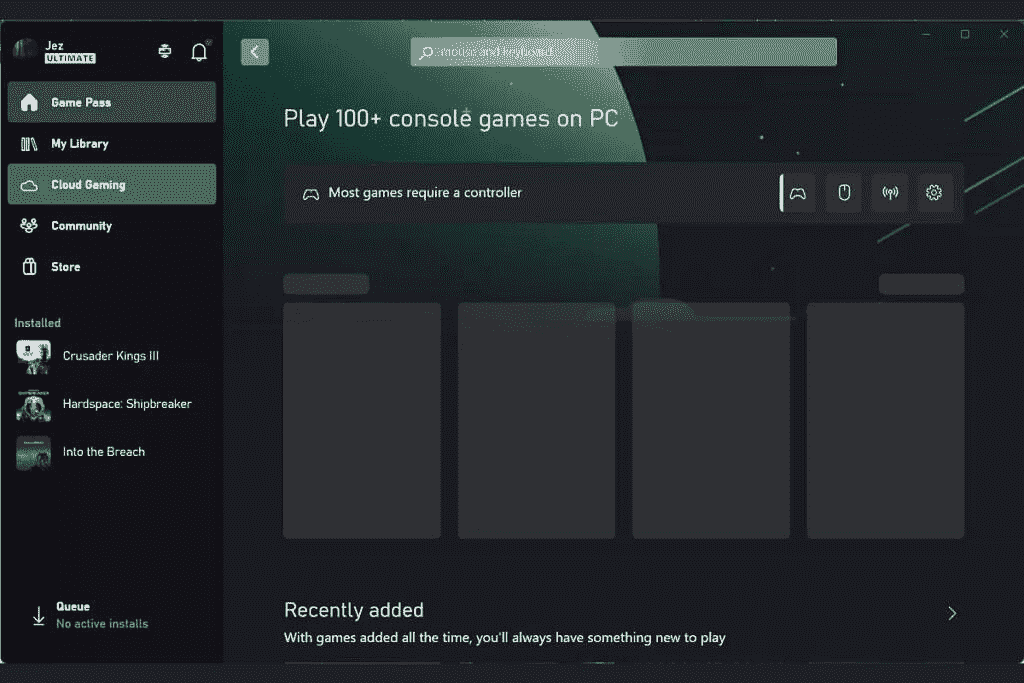 Jez
ULTIMATE
mouse and keyboard
Game Pass
My Library
Cloud Gaming
Community
Store
Installed
Crusader Kings III
Hardspace: Shipbreaker
Into the Breach
Queue
No active installs
Play 100+ console games on PC
Most games require a controller
Recently added
With games added all the time, you'll always have something new to play